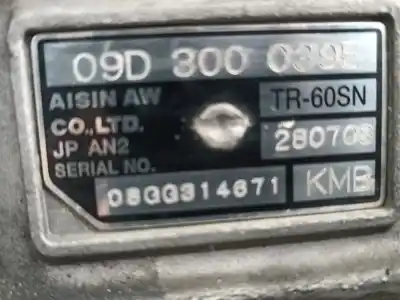 09D 300 039E
AISIN AW TR-60SN
CO.,LTD.
JP AN2 280708
SERIAL NO.
08GG314671 KMB